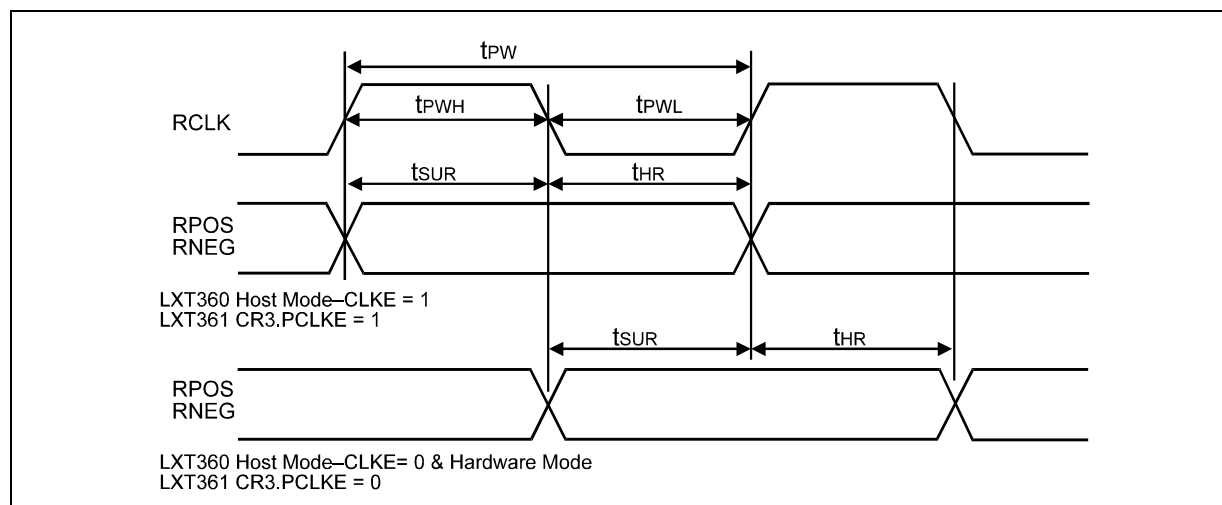 tPW
RCLK
tPWH
tPWL
tSUR
tHR
RPOS
RNEG
LXT360 Host Mode–CLKE = 1
LXT361 CR3.PCLKE = 1
tSUR
tHR
RPOS
RNEG
LXT360 Host Mode–CLKE= 0 & Hardware Mode
LXT361 CR3.PCLKE = 0